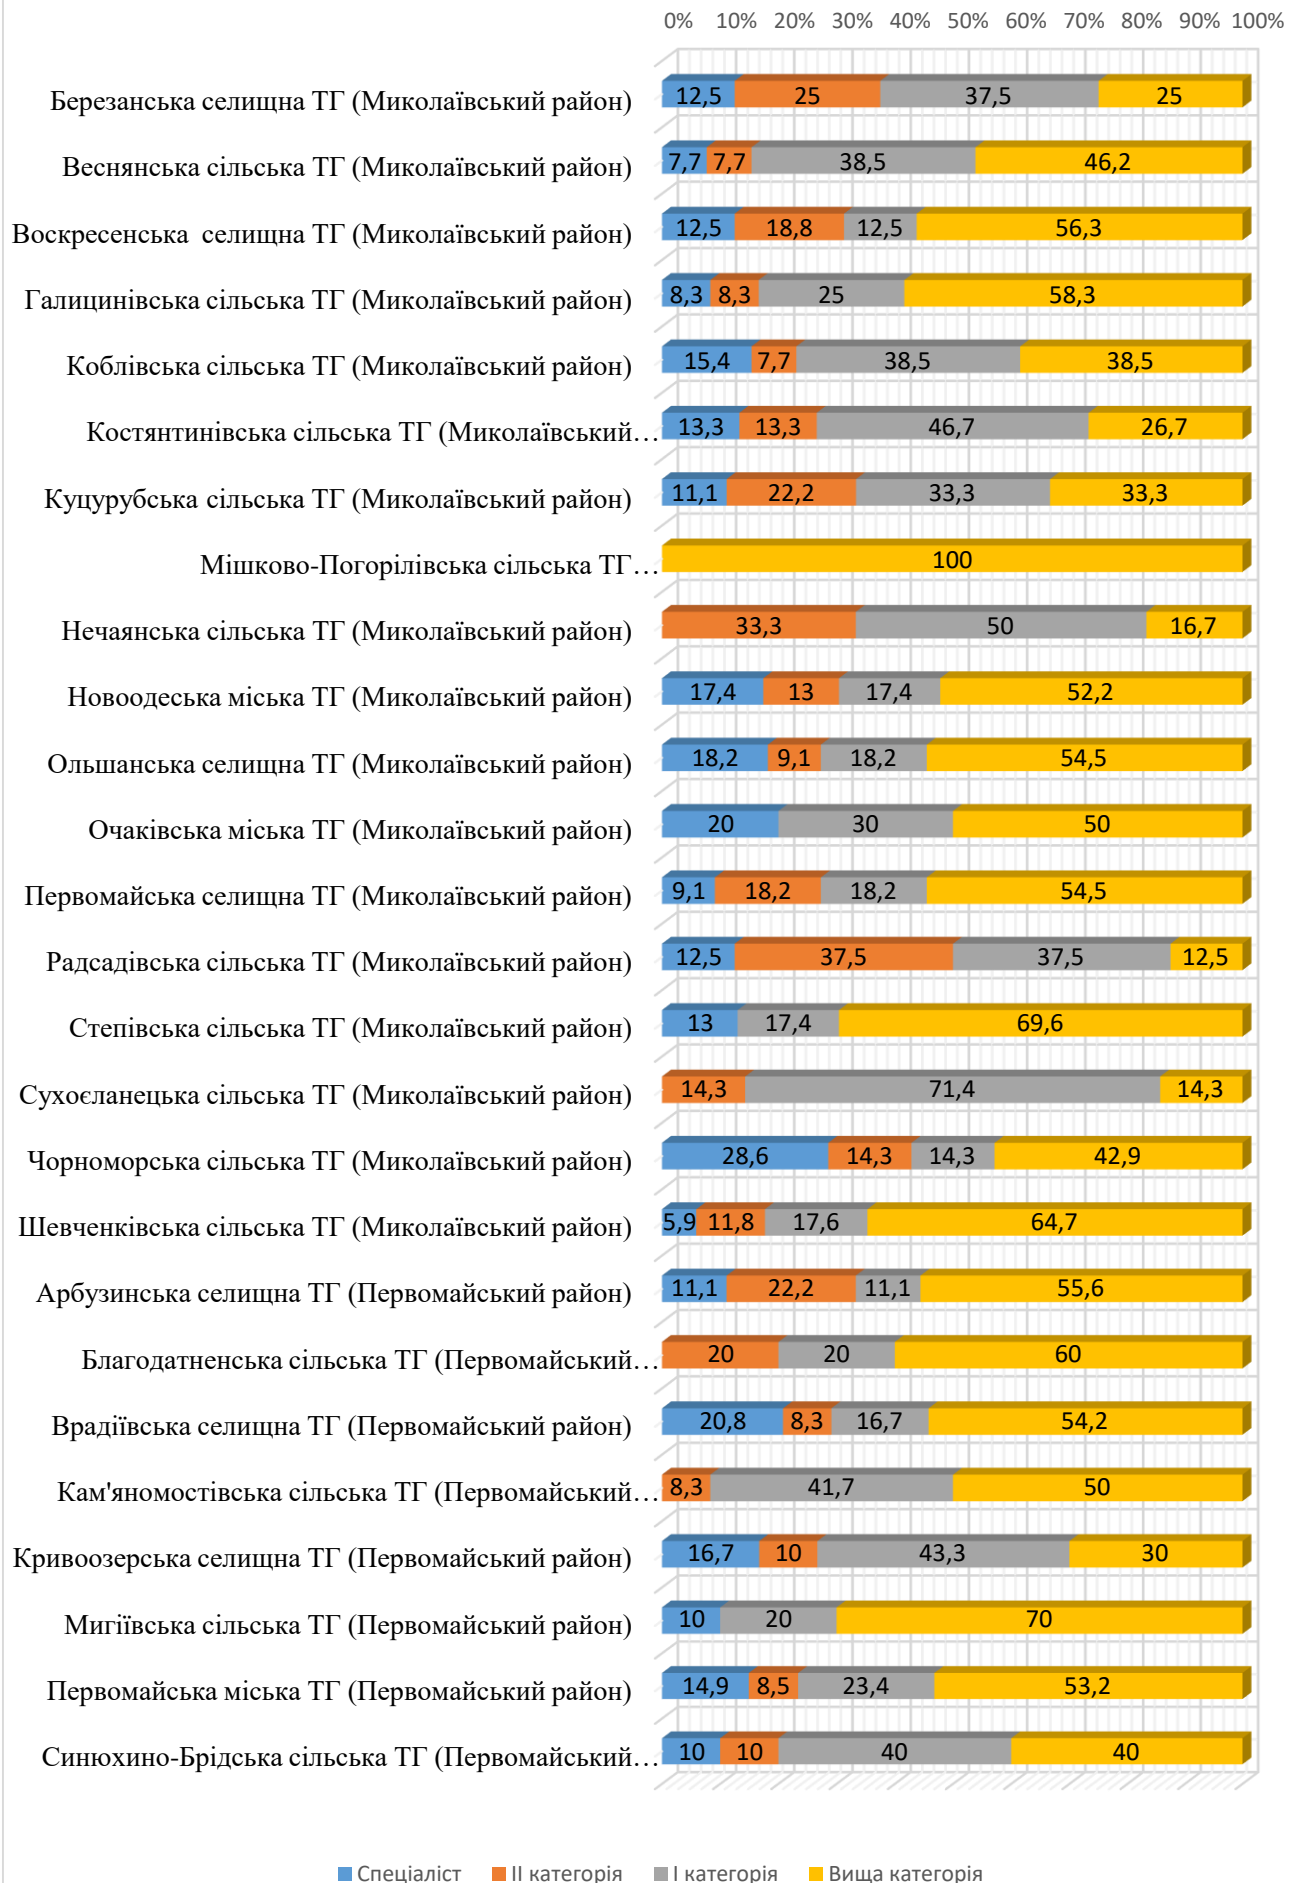 0% 10% 20% 30% 40% 50% 60% 70% 80% 90% 100%
Березанська селищна ТГ (Миколаївський район) 12,5 25 37,5 25
Веснянська сільська ТГ (Миколаївський район) 7,7 7,7 38,5 46,2
Воскресенська селищна ТГ (Миколаївський район) 12,5 18,8 12,5 56,3
Галицинівська сільська ТГ (Миколаївський район) 8,3 8,3 25 58,3
Коблівська сільська ТГ (Миколаївський район) 15,4 7,7 38,5 38,5
Костянтинівська сільська ТГ (Миколаївський… 13,3 13,3 46,7 26,7
Куцурубська сільська ТГ (Миколаївський район) 11,1 22,2 33,3 33,3
Мішково-Погорілівська сільська ТГ… 100
Нечаянська сільська ТГ (Миколаївський район) 33,3 50 16,7
Новоодеська міська ТГ (Миколаївський район) 17,4 13 17,4 52,2
Ольшанська селищна ТГ (Миколаївський район) 18,2 9,1 18,2 54,5
Очаківська міська ТГ (Миколаївський район) 20 30 50
Первомайська селищна ТГ (Миколаївський район) 9,1 18,2 18,2 54,5
Радсадівська сільська ТГ (Миколаївський район) 12,5 37,5 37,5 12,5
Степівська сільська ТГ (Миколаївський район) 13 17,4 69,6
Сухоєланецька сільська ТГ (Миколаївський район) 14,3 71,4 14,3
Чорноморська сільська ТГ (Миколаївський район) 28,6 14,3 14,3 42,9
Шевченківська сільська ТГ (Миколаївський район) 5,9 11,8 17,6 64,7
Арбузинська селищна ТГ (Первомайський район) 11,1 22,2 11,1 55,6
Благодатненська сільська ТГ (Первомайський… 20 20 60
Врадіївська селищна ТГ (Первомайський район) 20,8 8,3 16,7 54,2
Кам'яномостівська сільська ТГ (Первомайський… 8,3 41,7 50
Кривоозерська селищна ТГ (Первомайський район) 16,7 10 43,3 30
Мигіївська сільська ТГ (Первомайський район) 10 20 70
Первомайська міська ТГ (Первомайський район) 14,9 8,5 23,4 53,2
Синюхино-Брідська сільська ТГ (Первомайський… 10 10 40 40
Спеціаліст ІІ категорія І категорія Вища категорія